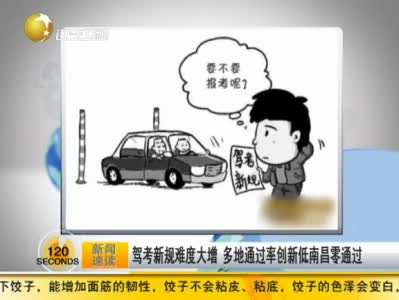 要不要
报考呢?
驾考
新规
120
SECONDS
新闻
速读
驾考新规难度大增 多地通过率创新低南昌零通过
下饺子，能增加面筋的韧性，饺子不会粘皮、粘底，饺子的色泽会变白，